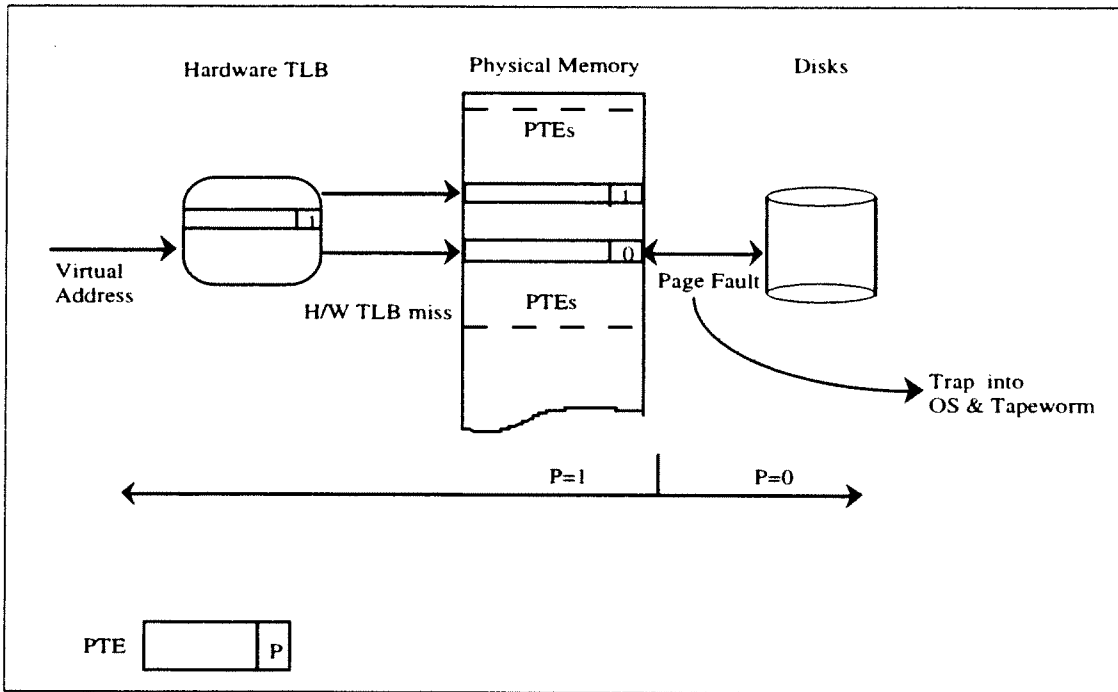 Hardware TLB
Physical Memory
Disks
PTEs
1
1
0
Virtual
Address
H/W TLB miss
Page Fault
PTEs
Trap into
OS & Tapeworm
P=1
P=0
PTE
P